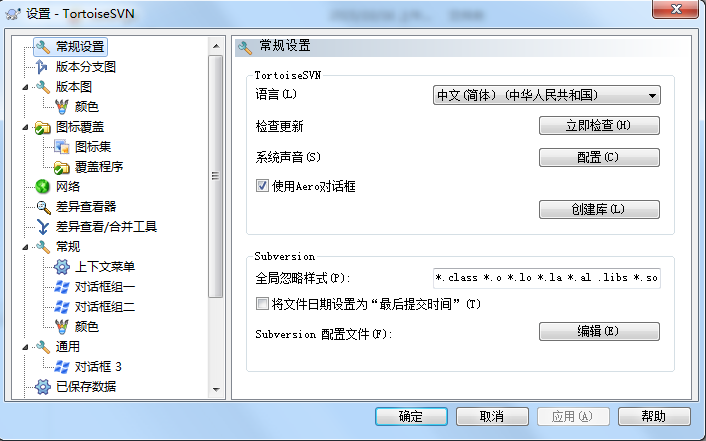 设置 - TortoiseSVN
常规设置
版本分支图
版本图
颜色
图标覆盖
图标集
覆盖程序
网络
差异查看器
差异查看/合并工具
常规
上下文菜单
对话框组一
对话框组二
颜色
通用
对话框 3
已保存数据
常规设置
TortoiseSVN
语言(L)
中文(简体) (中华人民共和国)
检查更新
立即检查(H)
系统声音(S)
配置(C)
使用Aero对话框
创建库(L)
Subversion
全局忽略样式(P):
*.class *.o *.lo *.la *.al .libs *.so
将文件日期设置为“最后提交时间”(T)
Subversion 配置文件(F):
编辑(E)
确定
取消
应用(A)
帮助